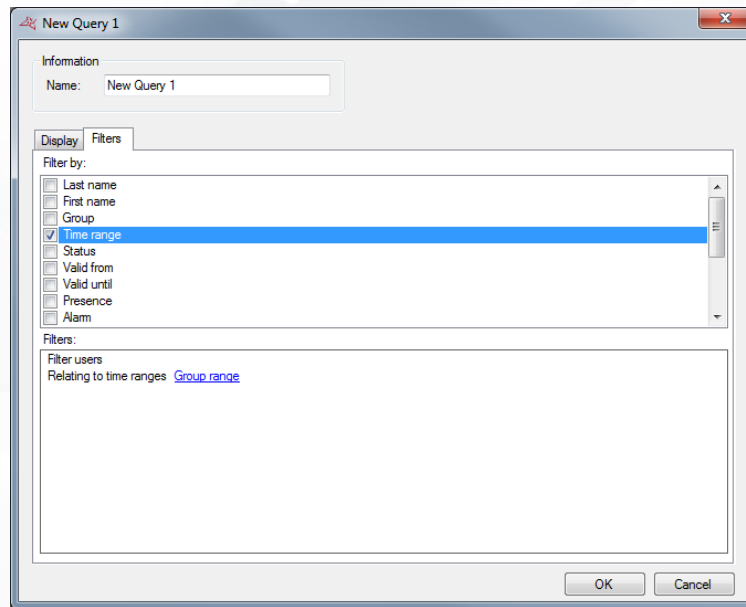 New Query 1
Information
Name: New Query 1
Display Filters
Filter by:
Last name
First name
Group
Time range
Status
Valid from
Valid until
Presence
Alarm
Filters:
Filter users
Relating to time ranges Group range
OK Cancel